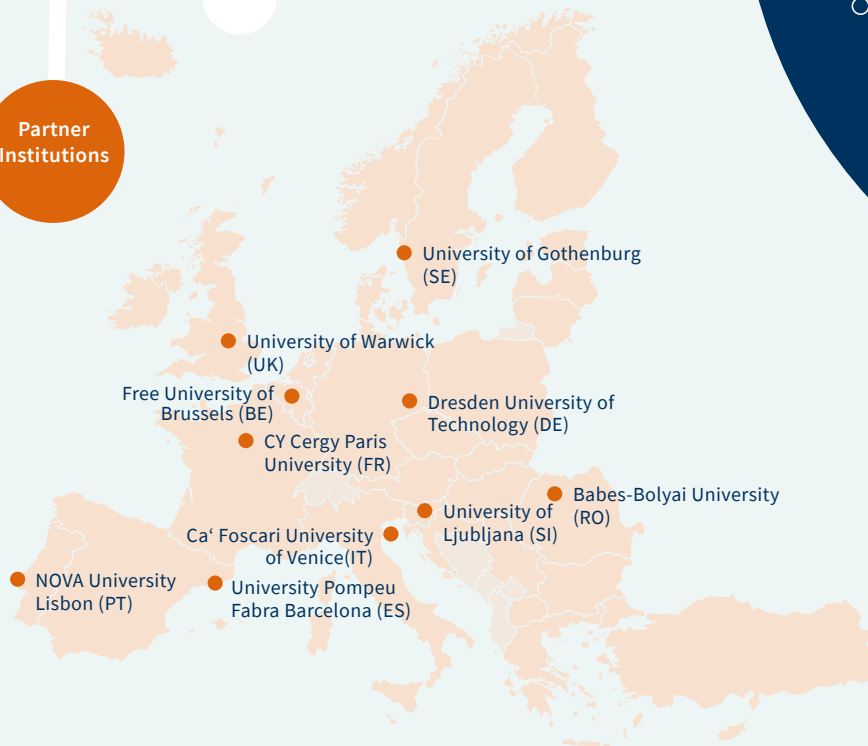 Partner
Institutions
University of Gothenburg
(SE)
University of Warwick
(UK)
Free University of
Brussels (BE)
Dresden University of
Technology (DE)
CY Cergy Paris
University (FR)
Babes-Bolyai University
(RO)
University of
Ljubljana (SI)
Ca‘ Foscari University
of Venice(IT)
NOVA University
Lisbon (PT)
University Pompeu
Fabra Barcelona (ES)